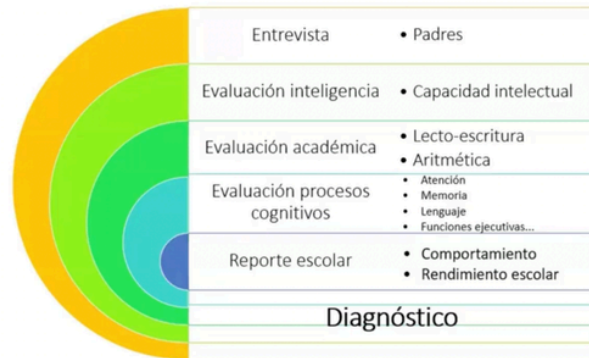 Entrevista
• Padres
Evaluación inteligencia
• Capacidad intelectual
Evaluación académica
• Lecto-escritura
• Aritmética
Evaluación procesos
cognitivos
• Atención
• Memoria
• Lenguaje
• Funciones ejecutivas...
Reporte escolar
• Comportamiento
• Rendimiento escolar
Diagnóstico